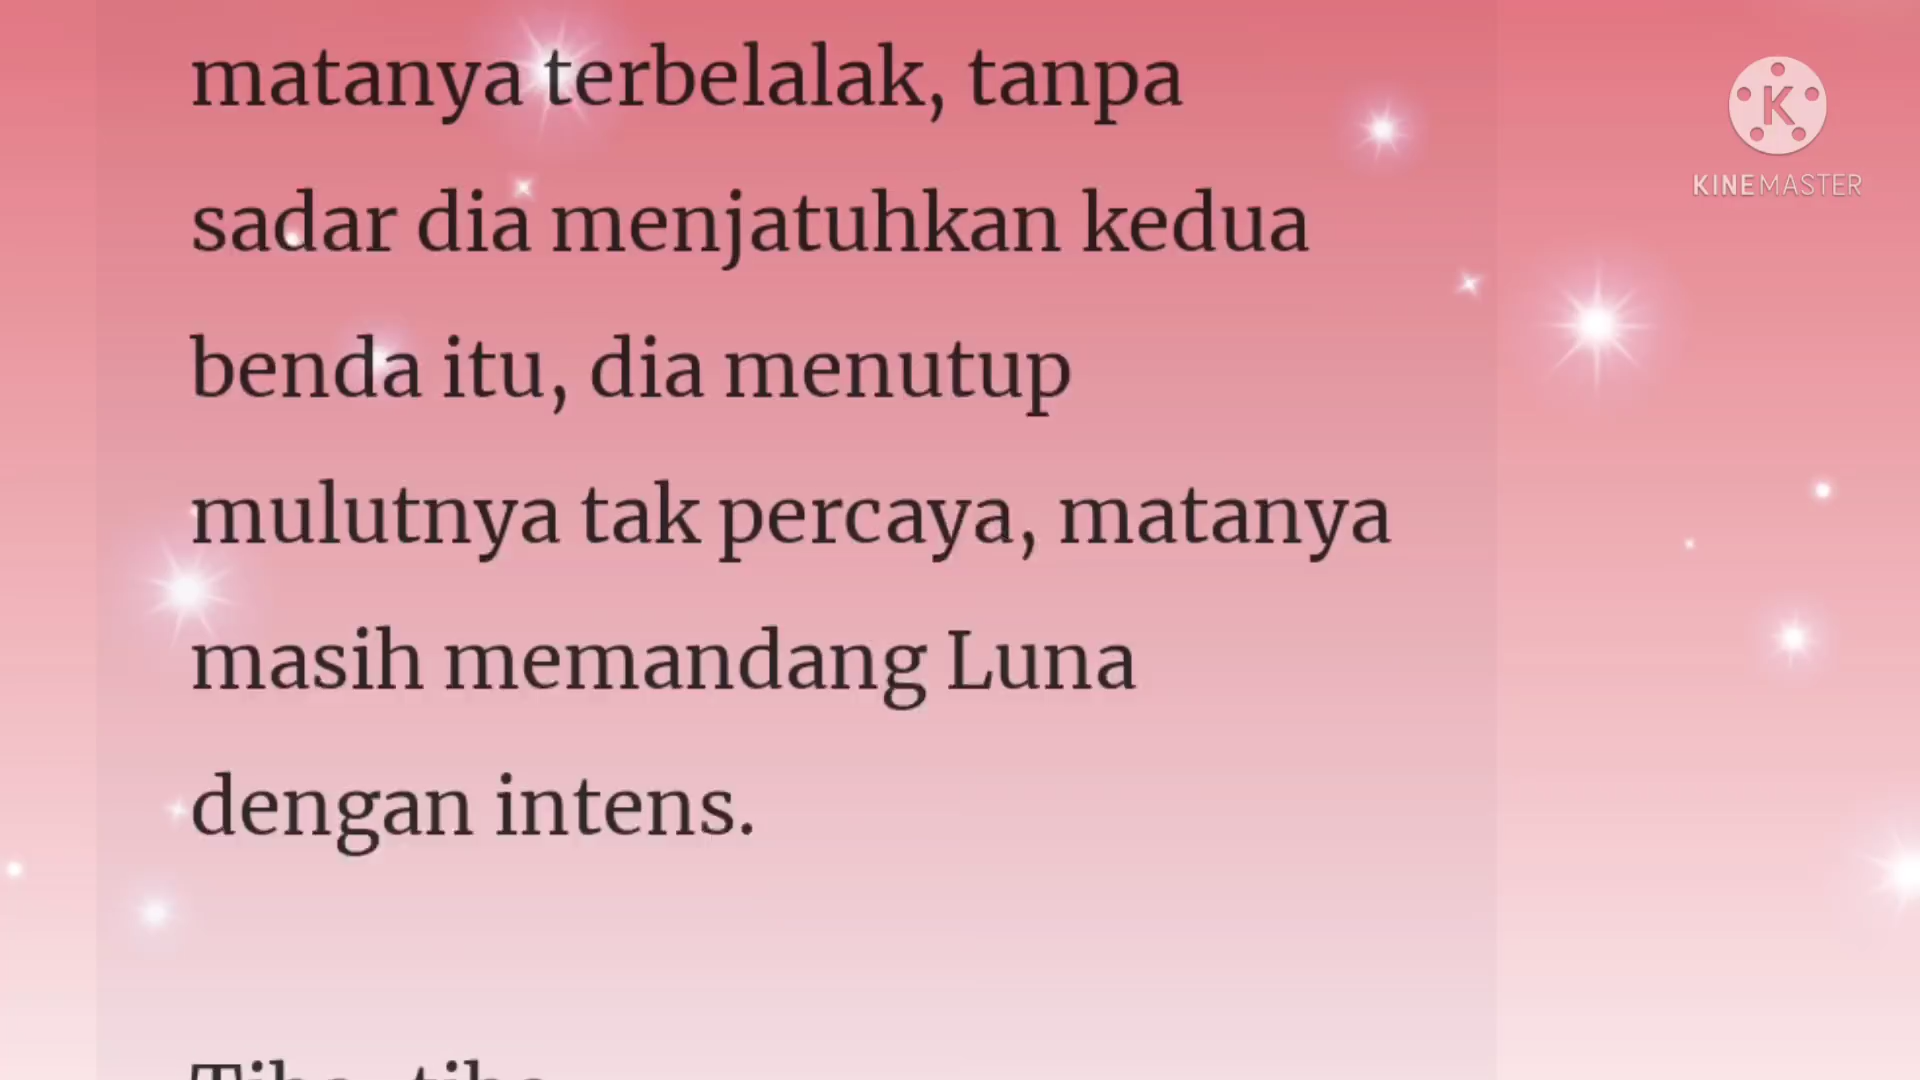 matanya terbelalak, tanpa
sadar dia menjatuhkan kedua
benda itu, dia menutup
mulutnya tak percaya, matanya
masih memandang Luna
dengan intens.
K
KINEMASTER